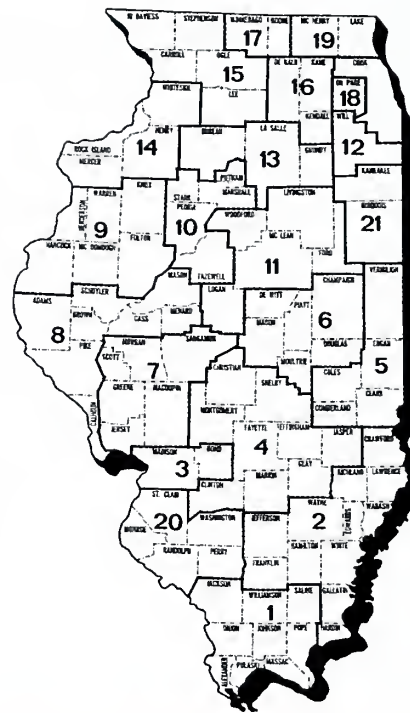 JO DAVIESS STEPHENSON WINNEBAGO BOONE MC HENRY LAKE
17 19
CARROLL OGLE DE KALB KANE COOK
15 16 DU PAGE
WHITESIDE LEE 18
KENDALL WILL
HENRY BUREAU LA SALLE 12
14 13 GRUNDY
ROCK ISLAND KANKAKEE
MERCER PUTNAM
KNOX STARK MARSHALL LIVINGSTON
WARREN PEORIA IROQUOIS
HENDERSON 10 WOODFORD 21
9 FULTON MC LEAN FORD
HANCOCK MC DONOUGH 11
TAZEWELL VERMILION
SCHUYLER MASON LOGAN DE WITT CHAMPAIGN
ADAMS PIATT
BROWN CASS MENARD MACON 6
8 DOUGLAS EDGAR
PIKE MORGAN SANGAMON MOULTRIE 5
SCOTT 7 CHRISTIAN COLES
SHELBY CLARK
GREENE MACOUPIN CUMBERLAND
MONTGOMERY
CALHOUN JERSEY FAYETTE EFFINGHAM JASPER CRAWFORD
4
MADISON BOND CLAY RICHLAND LAWRENCE
3 MARION
CLINTON
ST. CLAIR WAYNE WABASH
20 WASHINGTON JEFFERSON 2 EDWARDS
MONROE
RANDOLPH PERRY HAMILTON WHITE
FRANKLIN
JACKSON
WILLIAMSON SALINE GALLATIN
1
UNION JOHNSON POPE HARDIN
ALEXANDER PULASKI MASSAC